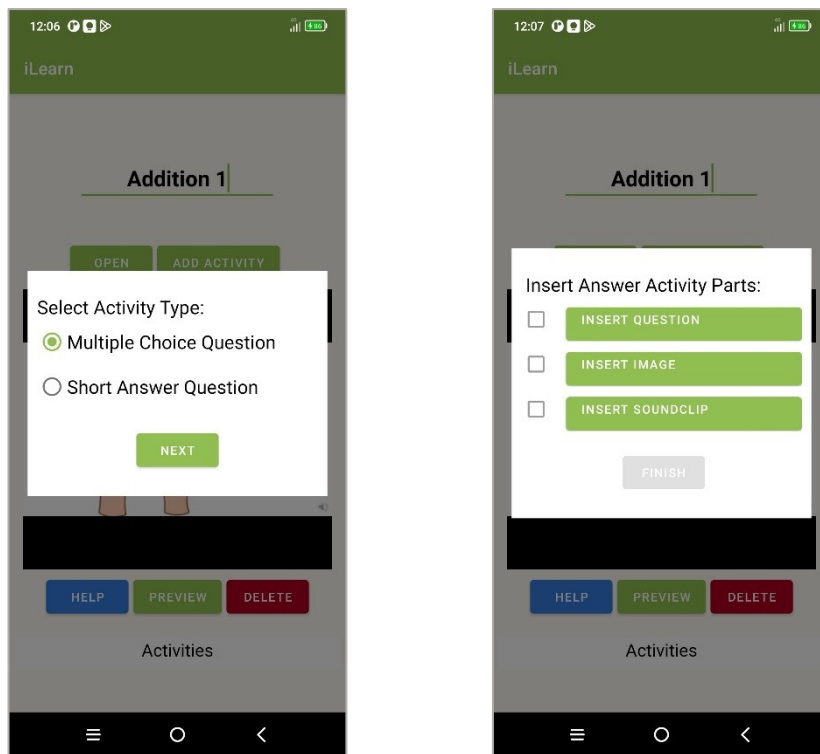 12:06
iLearn
Addition 1
OPEN ADD ACTIVITY
Select Activity Type:
Multiple Choice Question
Short Answer Question
NEXT
HELP PREVIEW DELETE
Activities
12:07
iLearn
Addition 1
Insert Answer Activity Parts:
INSERT QUESTION
INSERT IMAGE
INSERT SOUNDCLIP
FINISH
HELP PREVIEW DELETE
Activities